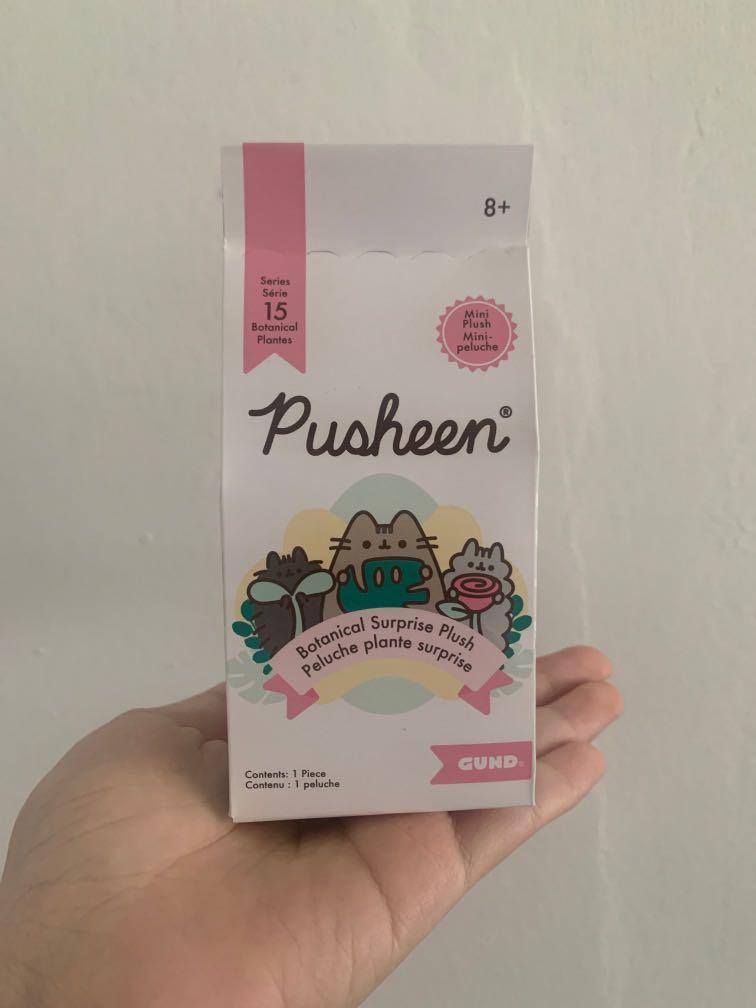 8+
Series
Série
15
Botanical
Plantes
Mini
Plush
Mini-
peluche
Pusheen®
Botanical Surprise Plush
Peluche plante surprise
GUND®
Contents: 1 Piece
Contenu : 1 peluche